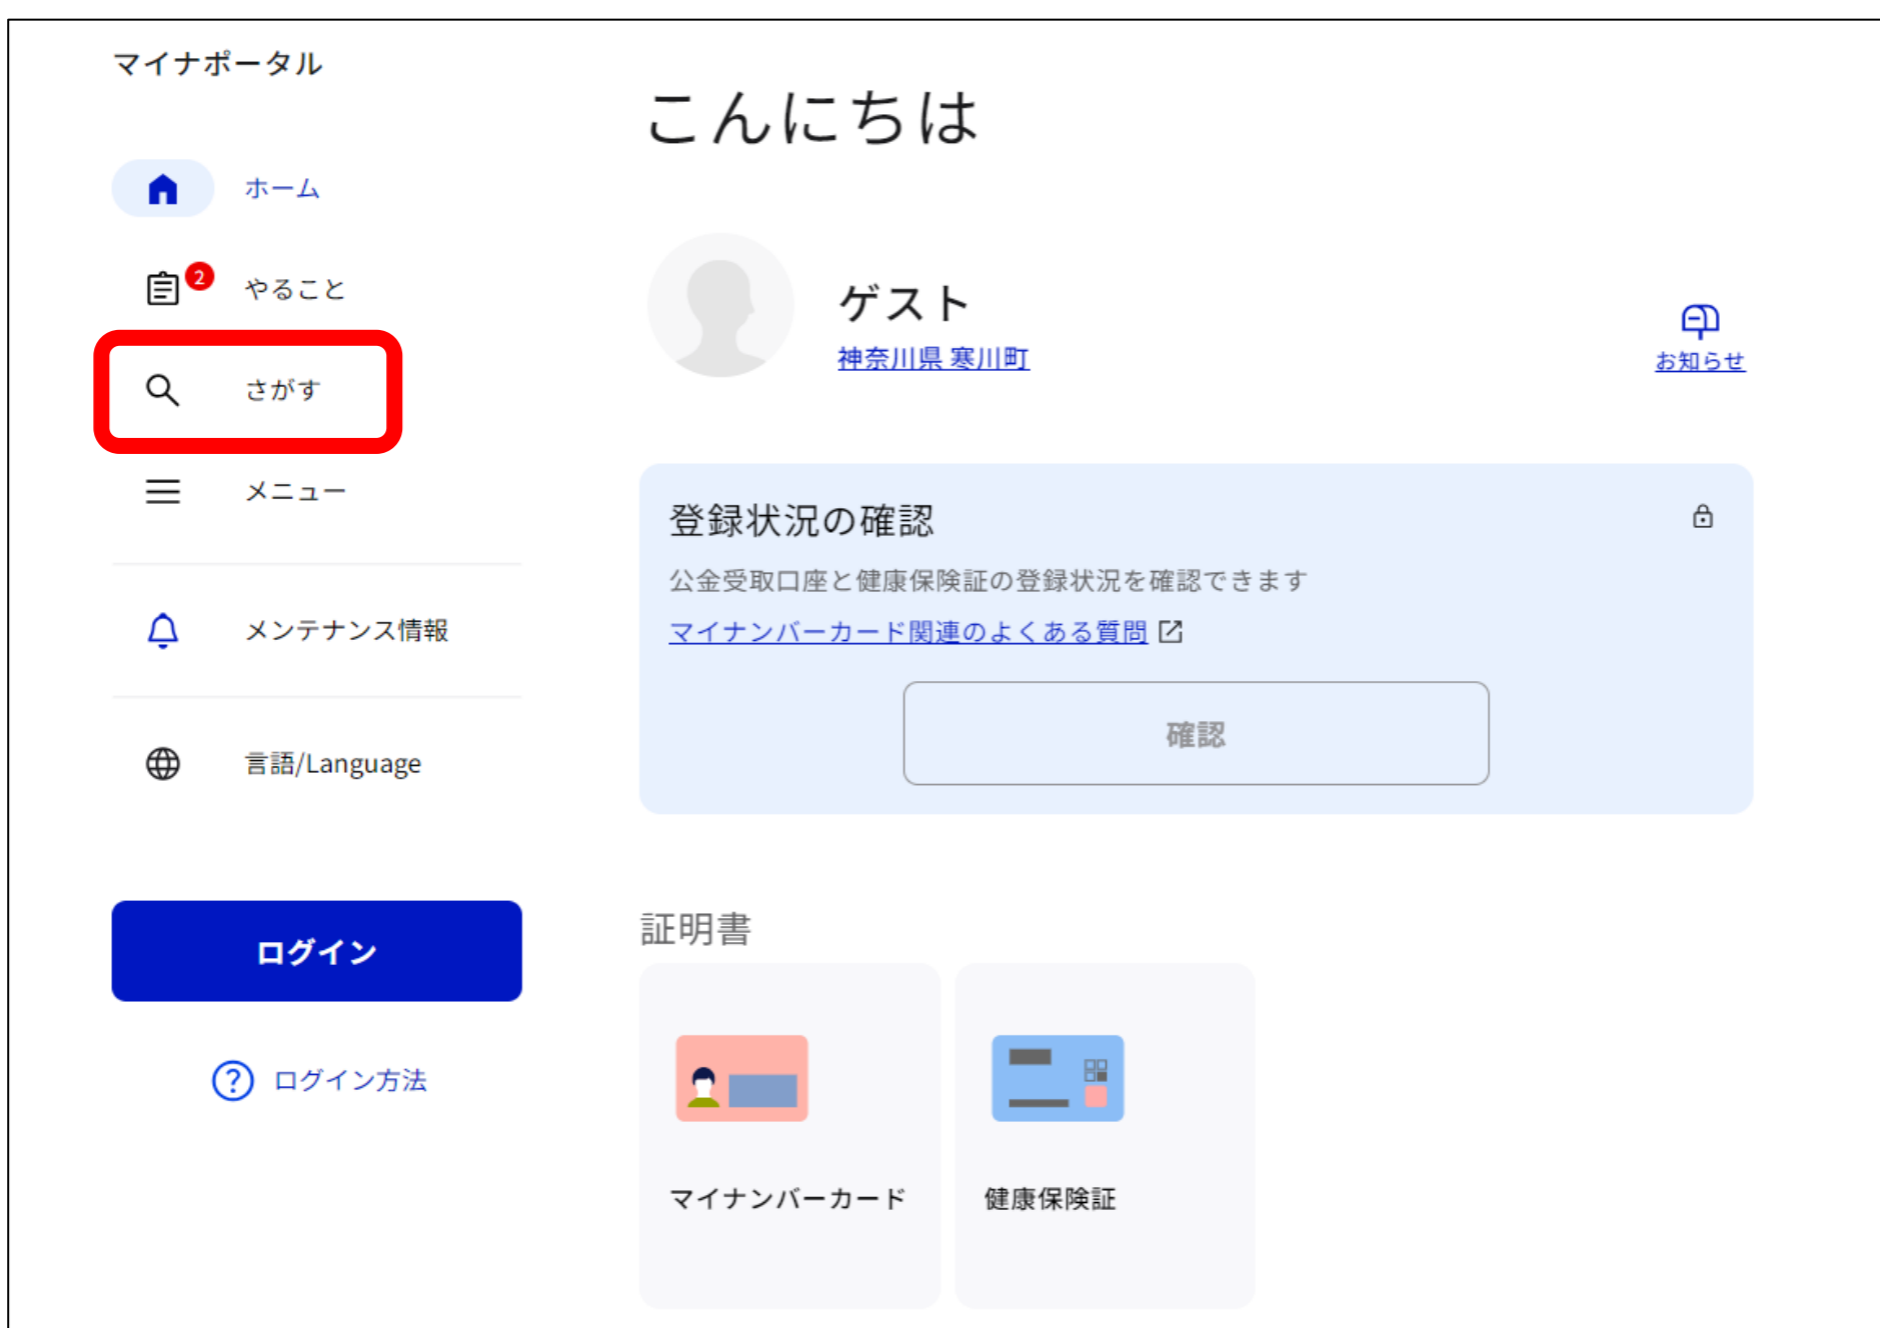 マイナポータル
ホーム
2
やること
さがす
メニュー
メンテナンス情報
言語/Language
ログイン
? ログイン方法
こんにちは
ゲスト
神奈川県 寒川町
お知らせ
登録状況の確認
公金受取口座と健康保険証の登録状況を確認できます
マイナンバーカード関連のよくある質問
確認
証明書
マイナンバーカード
健康保険証